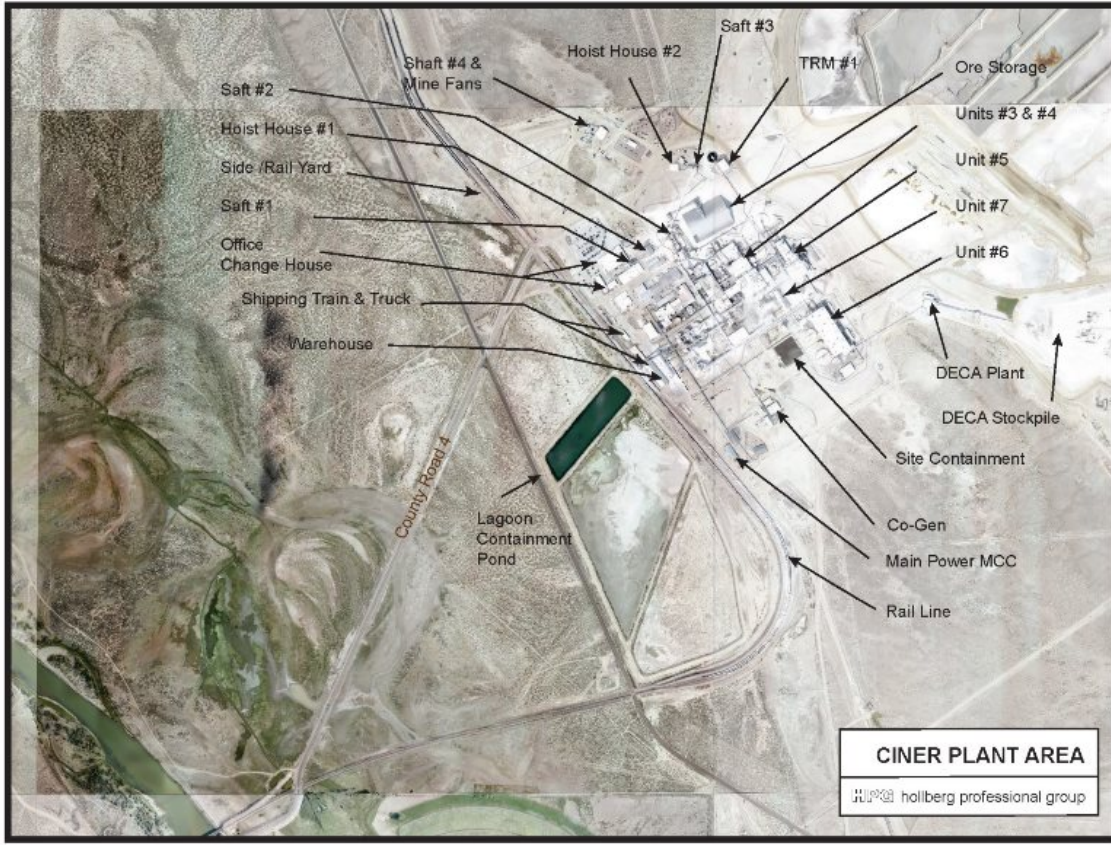 Saft #3
Hoist House #2
Shaft #4 &
Mine Fans
TRM #1
Ore Storage
Saft #2
Units #3 & #4
Hoist House #1
Unit #5
Side /Rail Yard
Saft #1
Unit #7
Office
Change House
Unit #6
Shipping Train & Truck
Warehouse
DECA Plant
DECA Stockpile
Site Containment
County Road 4
Lagoon
Containment
Pond
Co-Gen
Main Power MCC
Rail Line
CINER PLANT AREA
HPG hollberg professional group